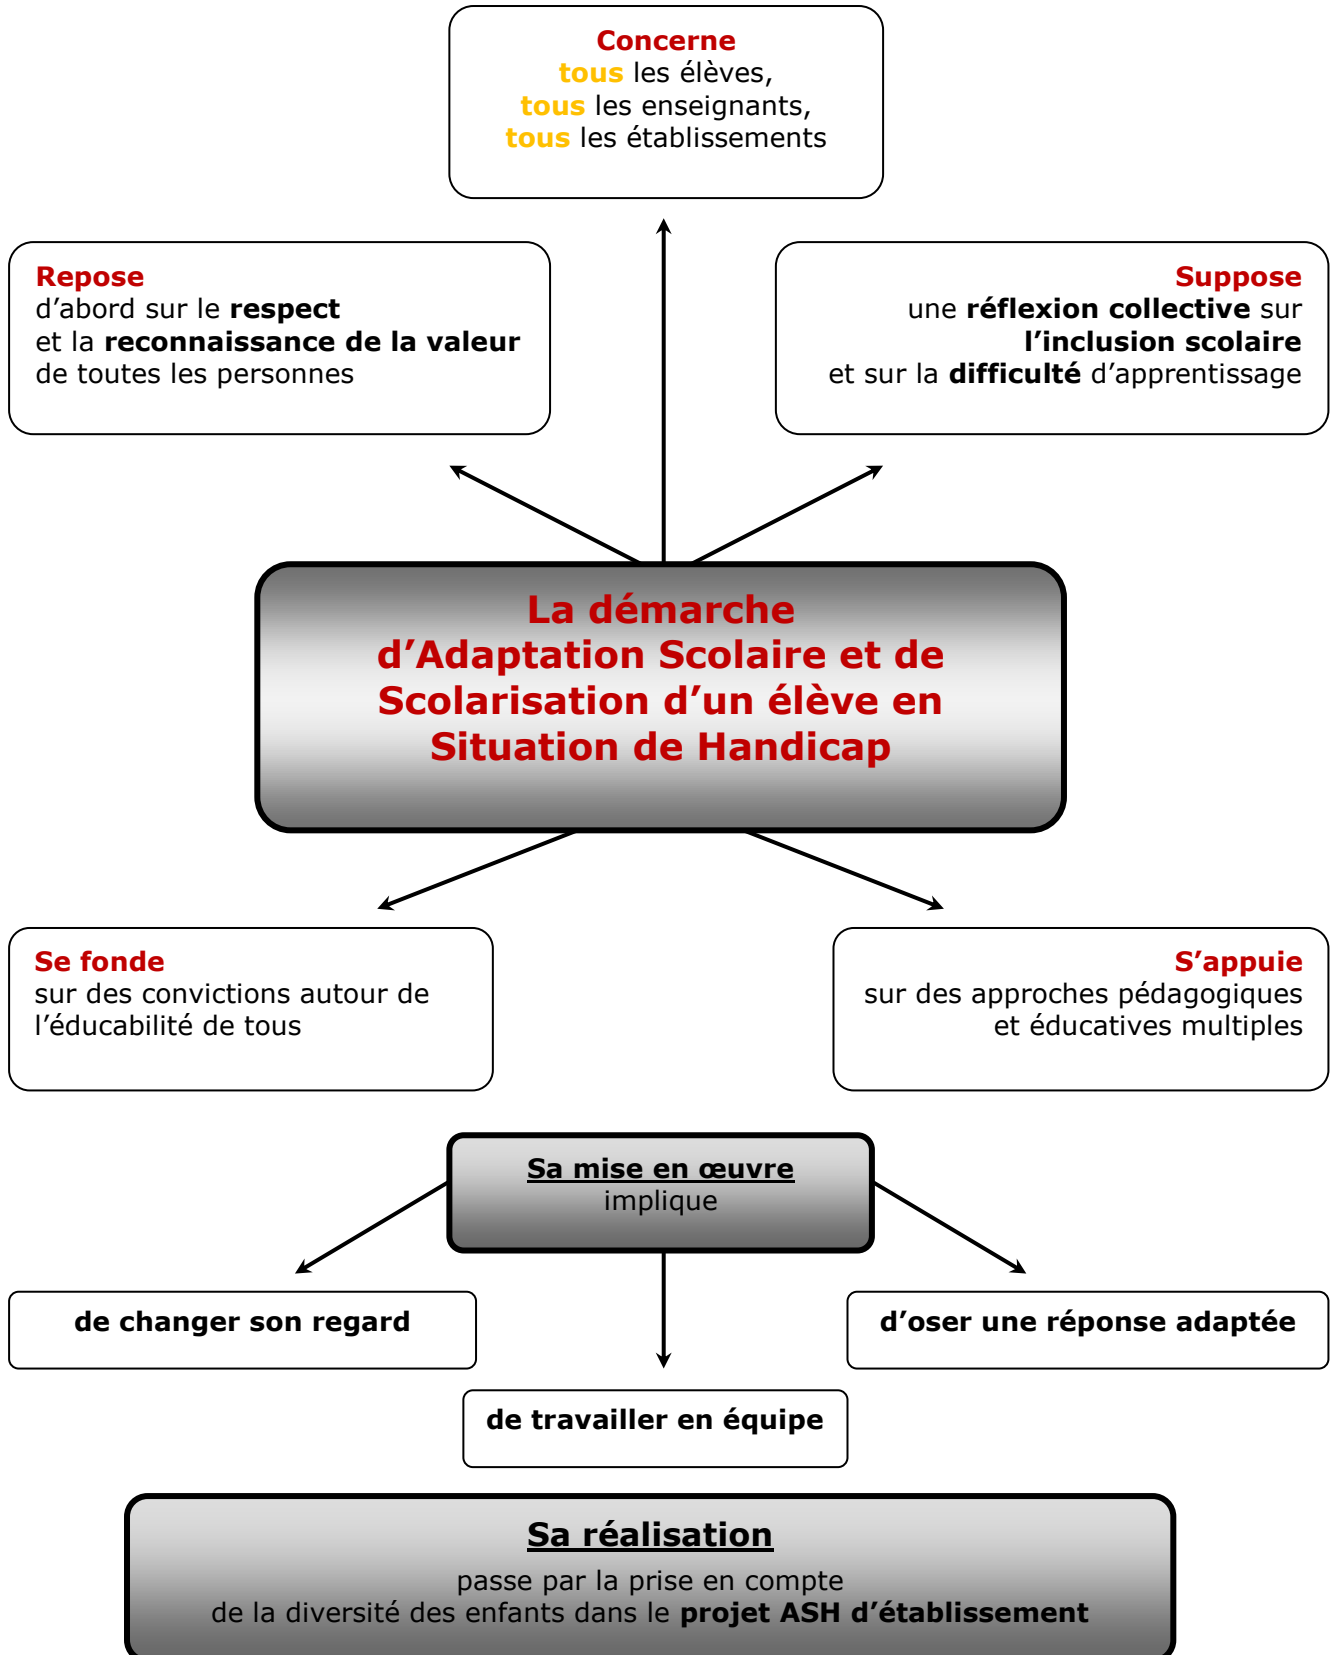 Concerne
tous les élèves,
tous les enseignants,
tous les établissements
Repose
d’abord sur le respect
et la reconnaissance de la valeur
de toutes les personnes
Suppose
une réflexion collective sur
l’inclusion scolaire
et sur la difficulté d’apprentissage
La démarche
d’Adaptation Scolaire et de
Scolarisation d’un élève en
Situation de Handicap
Se fonde
sur des convictions autour de
l’éducabilité de tous
S’appuie
sur des approches pédagogiques
et éducatives multiples
Sa mise en œuvre
implique
de changer son regard
d’oser une réponse adaptée
de travailler en équipe
Sa réalisation
passe par la prise en compte
de la diversité des enfants dans le projet ASH d’établissement